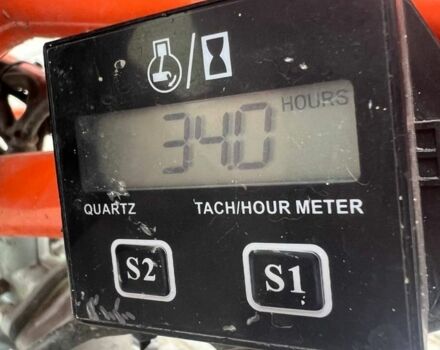 HOURS
34.0
QUARTZ TACH/HOUR METER
S2 S1